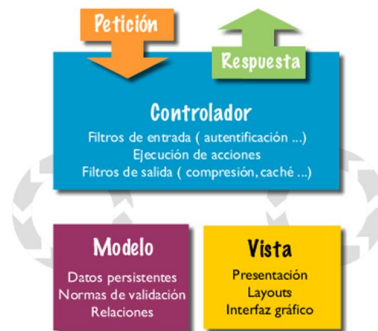 Petición
Respuesta
Controlador
Filtros de entrada ( autentificación ...)
Ejecución de acciones
Filtros de salida ( compresión, caché ...)
Modelo
Datos persistentes
Normas de validación
Relaciones
Vista
Presentación
Layouts
Interfaz gráfico